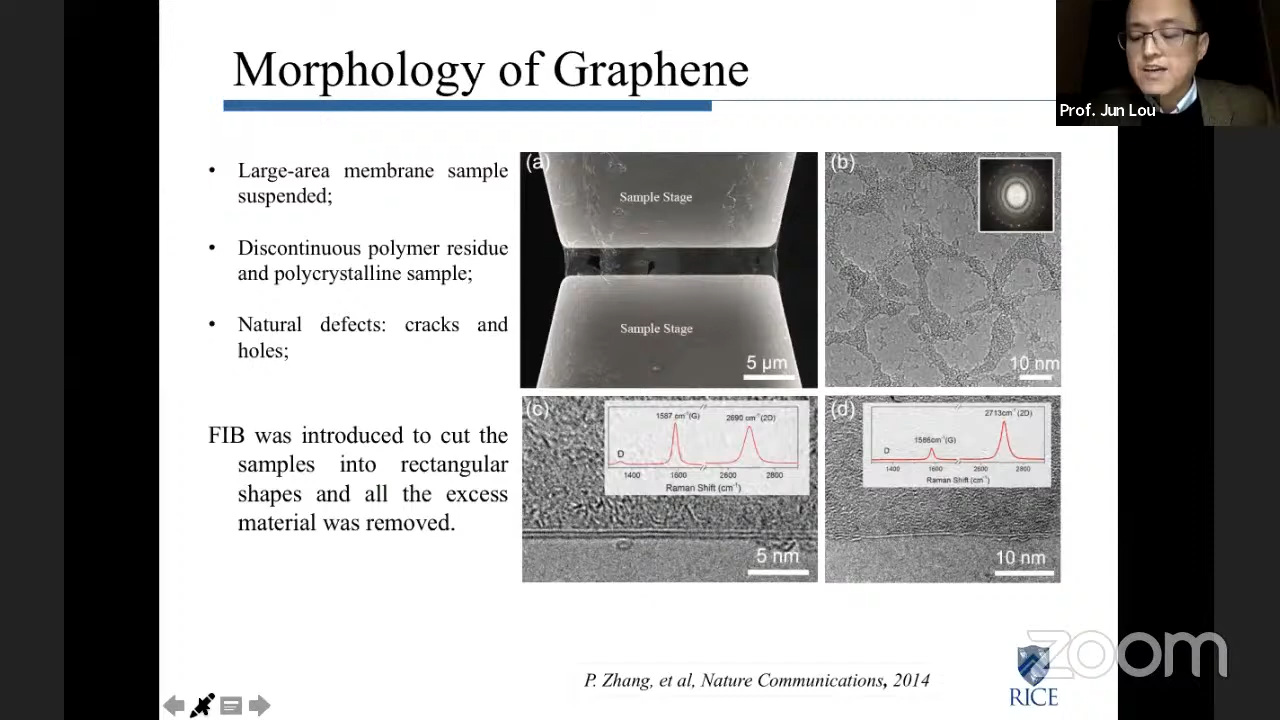 Morphology of Graphene
Prof. Jun Lou
• Large-area membrane sample
suspended;
• Discontinuous polymer residue
and polycrystalline sample;
• Natural defects: cracks and
holes;
FIB was introduced to cut the
samples into rectangular
shapes and all the excess
material was removed.
(a)
Sample Stage
Sample Stage
5 µm
(b)
10 nm
(c)
1587 cm⁻¹(G)
2690 cm⁻¹(2D)
D
1400 1600 2600 2800
Raman Shift (cm⁻¹)
5 nm
(d)
2713cm⁻¹(2D)
D
1400 1600 2600 2800
Raman Shift (cm⁻¹)
10 nm
P. Zhang, et al, Nature Communications, 2014
RICE
zoom